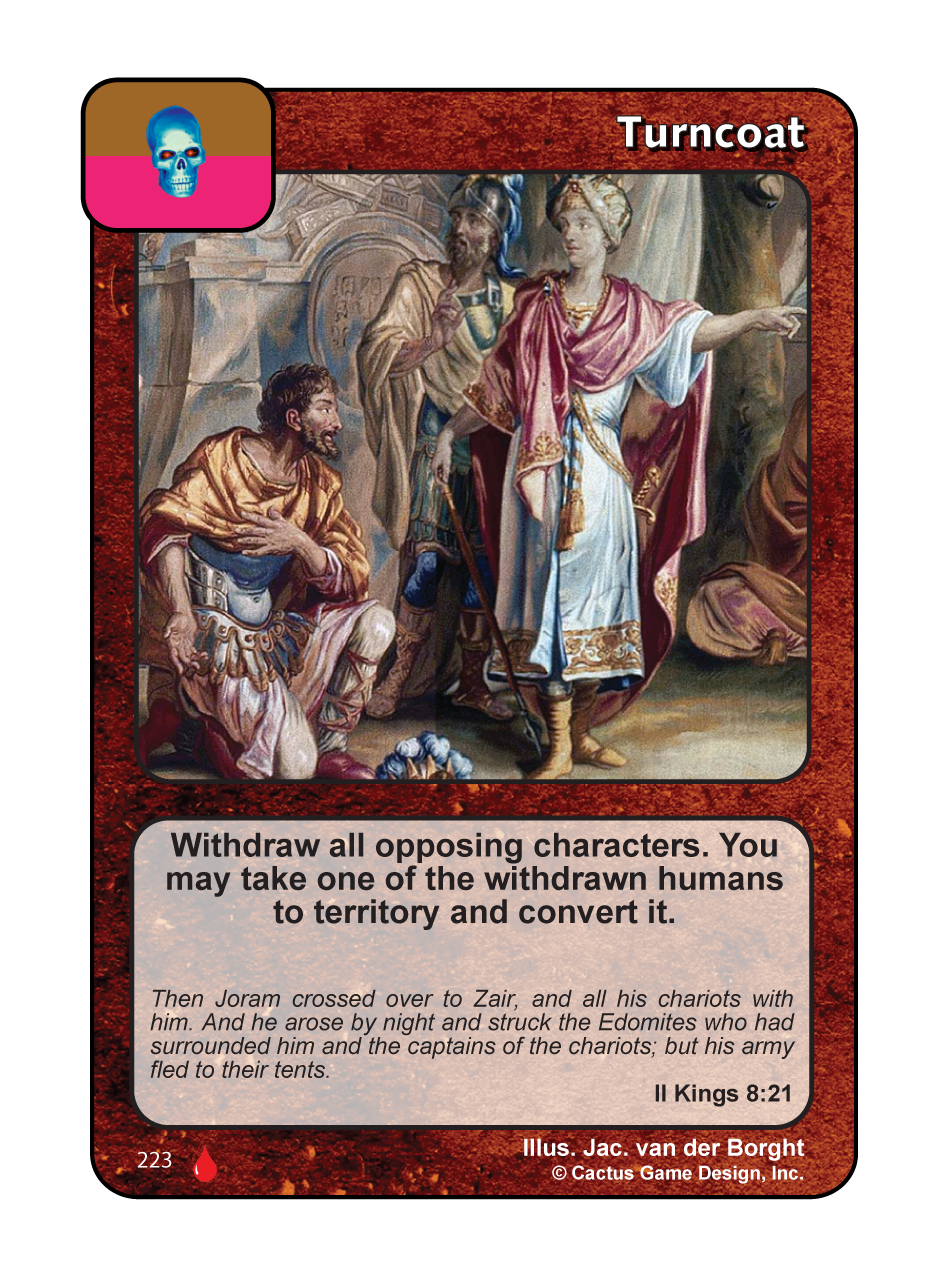 Turncoat
Withdraw all opposing characters. You
may take one of the withdrawn humans
to territory and convert it.
Then Joram crossed over to Zair, and all his chariots with
him. And he arose by night and struck the Edomites who had
surrounded him and the captains of the chariots; but his army
fled to their tents.
II Kings 8:21
223
Illus. Jac. van der Borght
© Cactus Game Design, Inc.